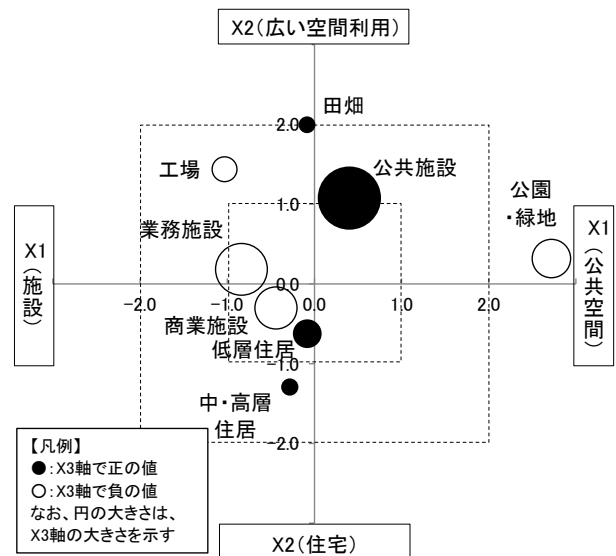 X2(広い空間利用)
田畑
2.0
工場
公共施設
公園
・緑地
1.0
業務施設
X1(施設)
X1(公共空間)
0.0
-2.0
-1.0
0.0
1.0
2.0
商業施設
低層住居
-1.0
中・高層
住居
-2.0
【凡例】
●:X3軸で正の値
○:X3軸で負の値
なお、円の大きさは、
X3軸の大きさを示す
X2(住宅)